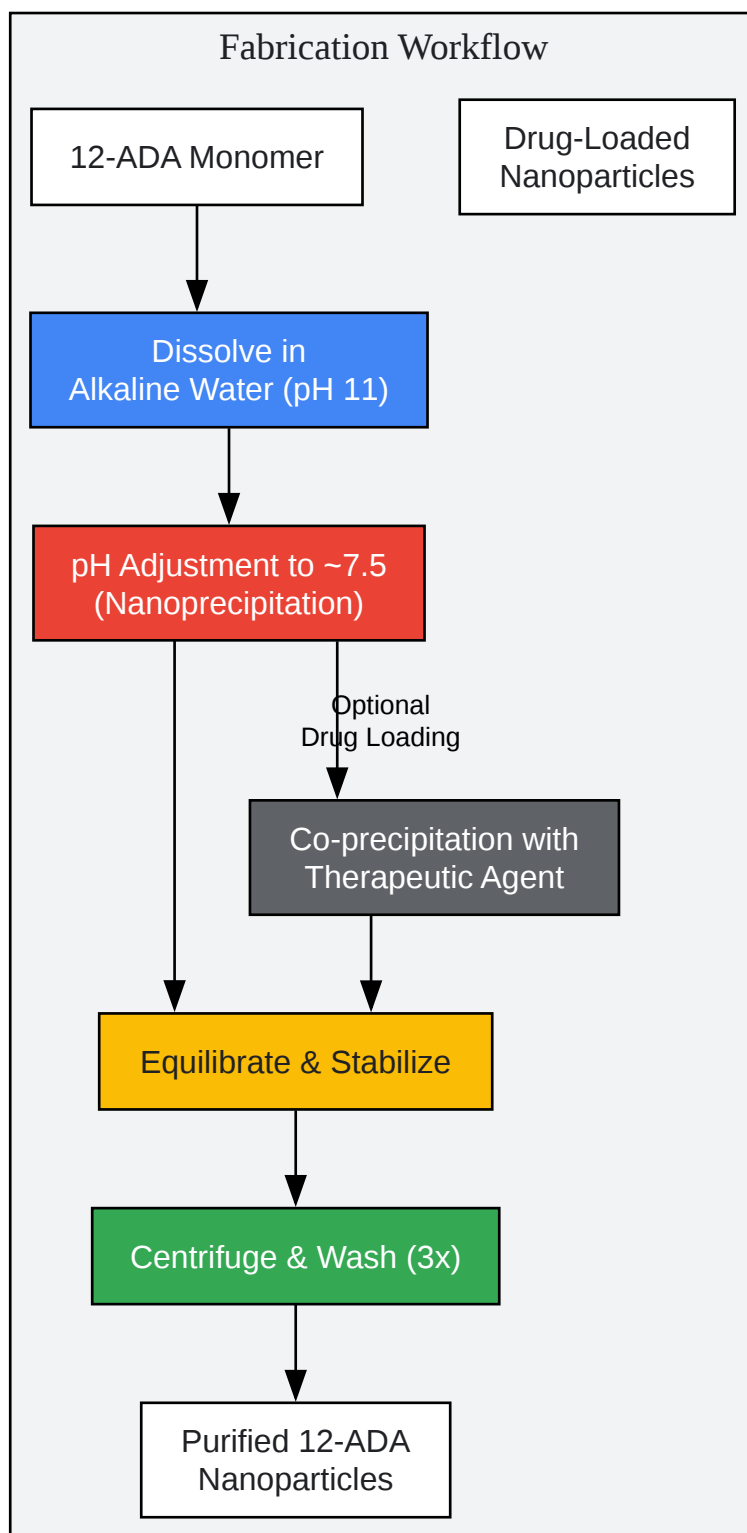 Fabrication Workflow
12-ADA Monomer
Drug-Loaded
Nanoparticles
Dissolve in
Alkaline Water (pH 11)
pH Adjustment to ~7.5
(Nanoprecipitation)
Optional
Drug Loading
Co-precipitation with
Therapeutic Agent
Equilibrate & Stabilize
Centrifuge & Wash (3x)
Purified 12-ADA
Nanoparticles